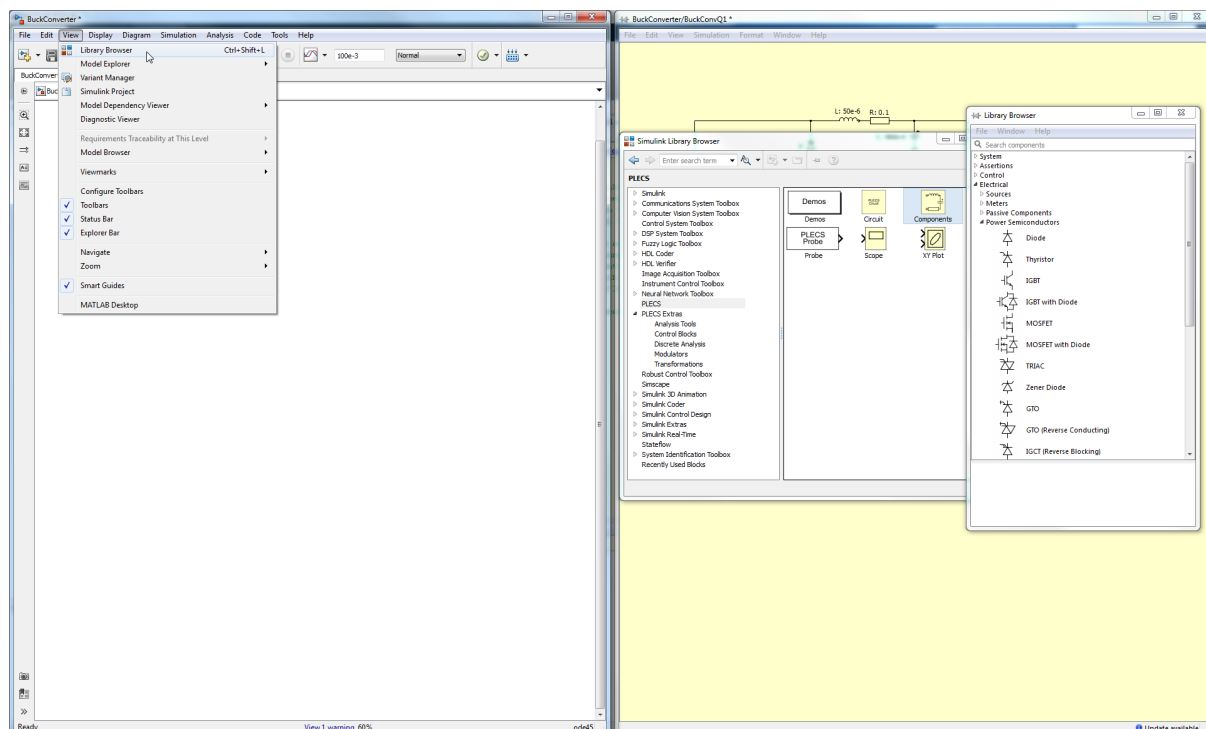 BuckConverter *
File Edit View Display Diagram Simulation Analysis Code Tools Help
100e-3 Normal
BuckConver
Buc
Library Browser Ctrl+Shift+L
Model Explorer
Variant Manager
Simulink Project
Model Dependency Viewer
Diagnostic Viewer
Requirements Traceability at This Level
Model Browser
Viewmarks
Configure Toolbars
Toolbars
Status Bar
Explorer Bar
Navigate
Zoom
Smart Guides
MATLAB Desktop
Ready View 1 warning 60% ode45
BuckConverter/BuckConvQ1 *
File Edit View Simulation Format Window Help
L: 50e-6 R: 0.1
Simulink Library Browser
Enter search term
PLECS
Simulink
Communications System Toolbox
Computer Vision System Toolbox
Control System Toolbox
DSP System Toolbox
Fuzzy Logic Toolbox
HDL Coder
HDL Verifier
Image Acquisition Toolbox
Instrument Control Toolbox
Neural Network Toolbox
PLECS
PLECS Extras
Analysis Tools
Control Blocks
Discrete Analysis
Modulators
Transformations
Robust Control Toolbox
Simscape
Simulink 3D Animation
Simulink Coder
Simulink Control Design
Simulink Extras
Simulink Real-Time
Stateflow
System Identification Toolbox
Recently Used Blocks
Demos
Demos Circuit Components
PLECS
Probe
Probe Scope XY Plot
Library Browser
File Window Help
Search components
System
Assertions
Control
Electrical
Sources
Meters
Passive Components
Power Semiconductors
Diode
Thyristor
IGBT
IGBT with Diode
MOSFET
MOSFET with Diode
TRIAC
Zener Diode
GTO
GTO (Reverse Conducting)
IGCT (Reverse Blocking)
Update available